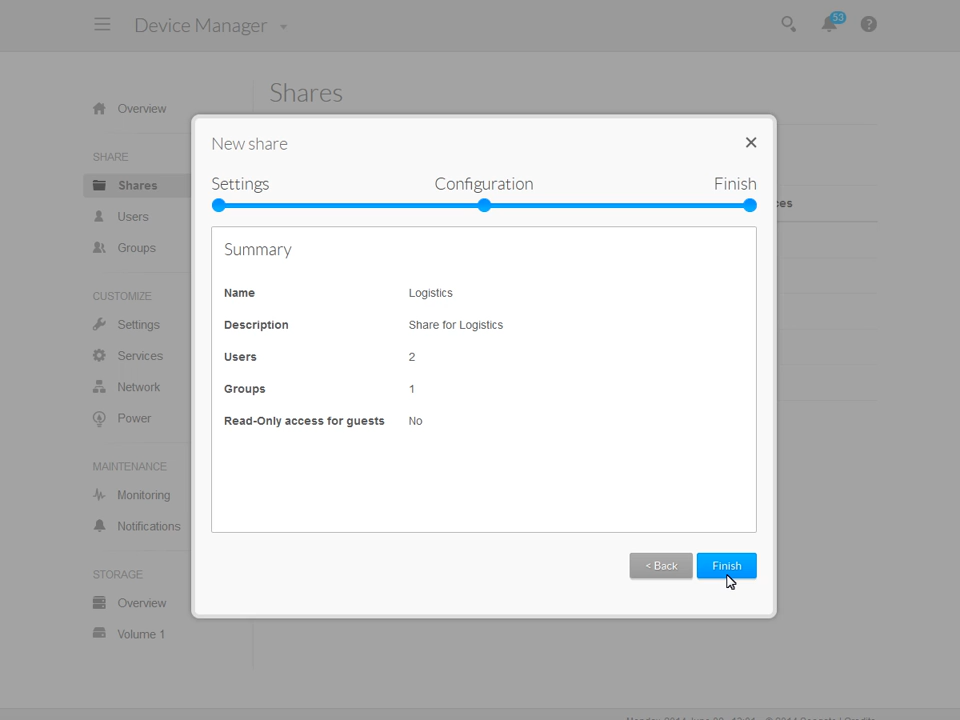 Device Manager
53
?
Shares
Overview
SHARE
Shares
Users
Groups
CUSTOMIZE
Settings
Services
Network
Power
MAINTENANCE
Monitoring
Notifications
STORAGE
Overview
Volume 1
New share
Settings Configuration Finish
Summary
Name Logistics
Description Share for Logistics
Users 2
Groups 1
Read-Only access for guests No
< Back Finish